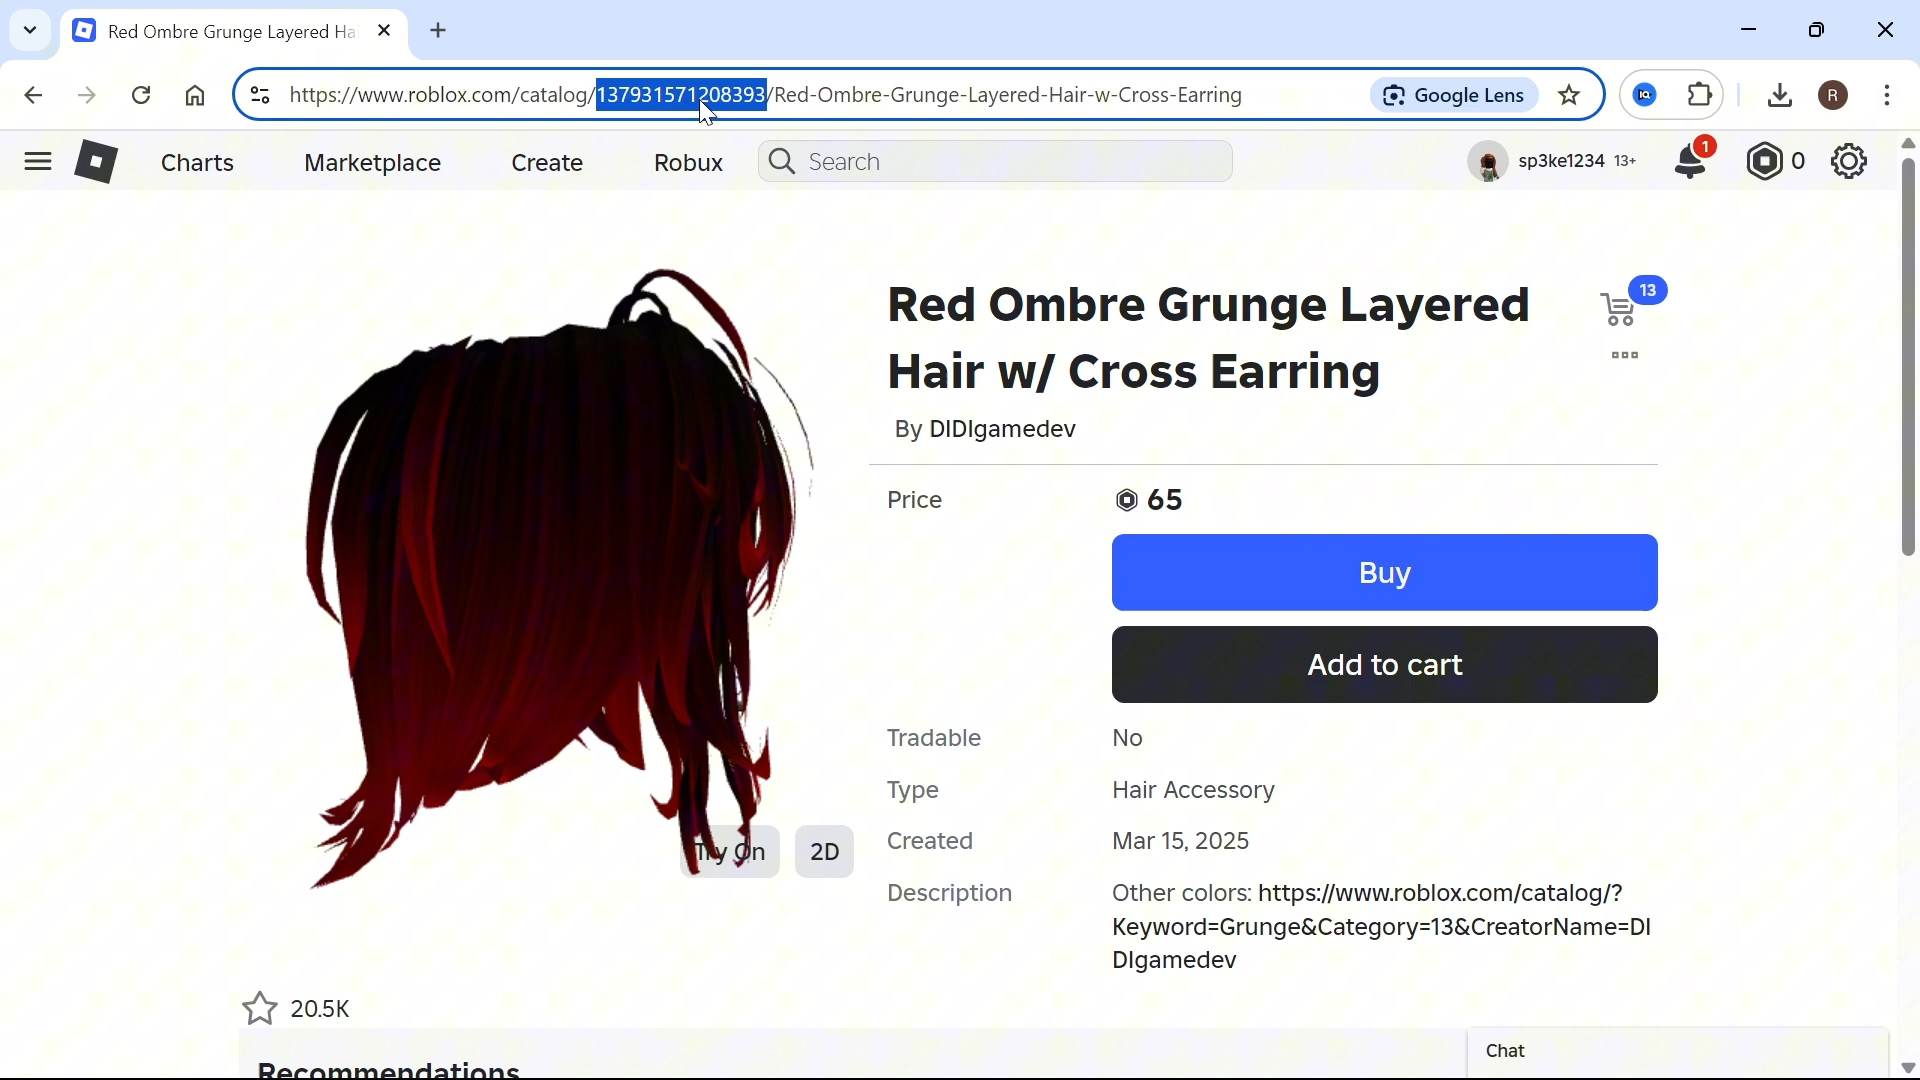 Red Ombre Grunge Layered Ha
https://www.roblox.com/catalog/137931571208393/Red-Ombre-Grunge-Layered-Hair-w-Cross-Earring
Google Lens
R
Charts
Marketplace
Create
Robux
Search
sp3ke1234 13+
1
0
Red Ombre Grunge Layered
Hair w/ Cross Earring
13
By DIDIgamedev
Price
65
Buy
Add to cart
Tradable
No
Type
Hair Accessory
Try On
2D
Created
Mar 15, 2025
Description
Other colors: https://www.roblox.com/catalog/?
Keyword=Grunge&Category=13&CreatorName=DI
DIgamedev
20.5K
Recommendations
Chat